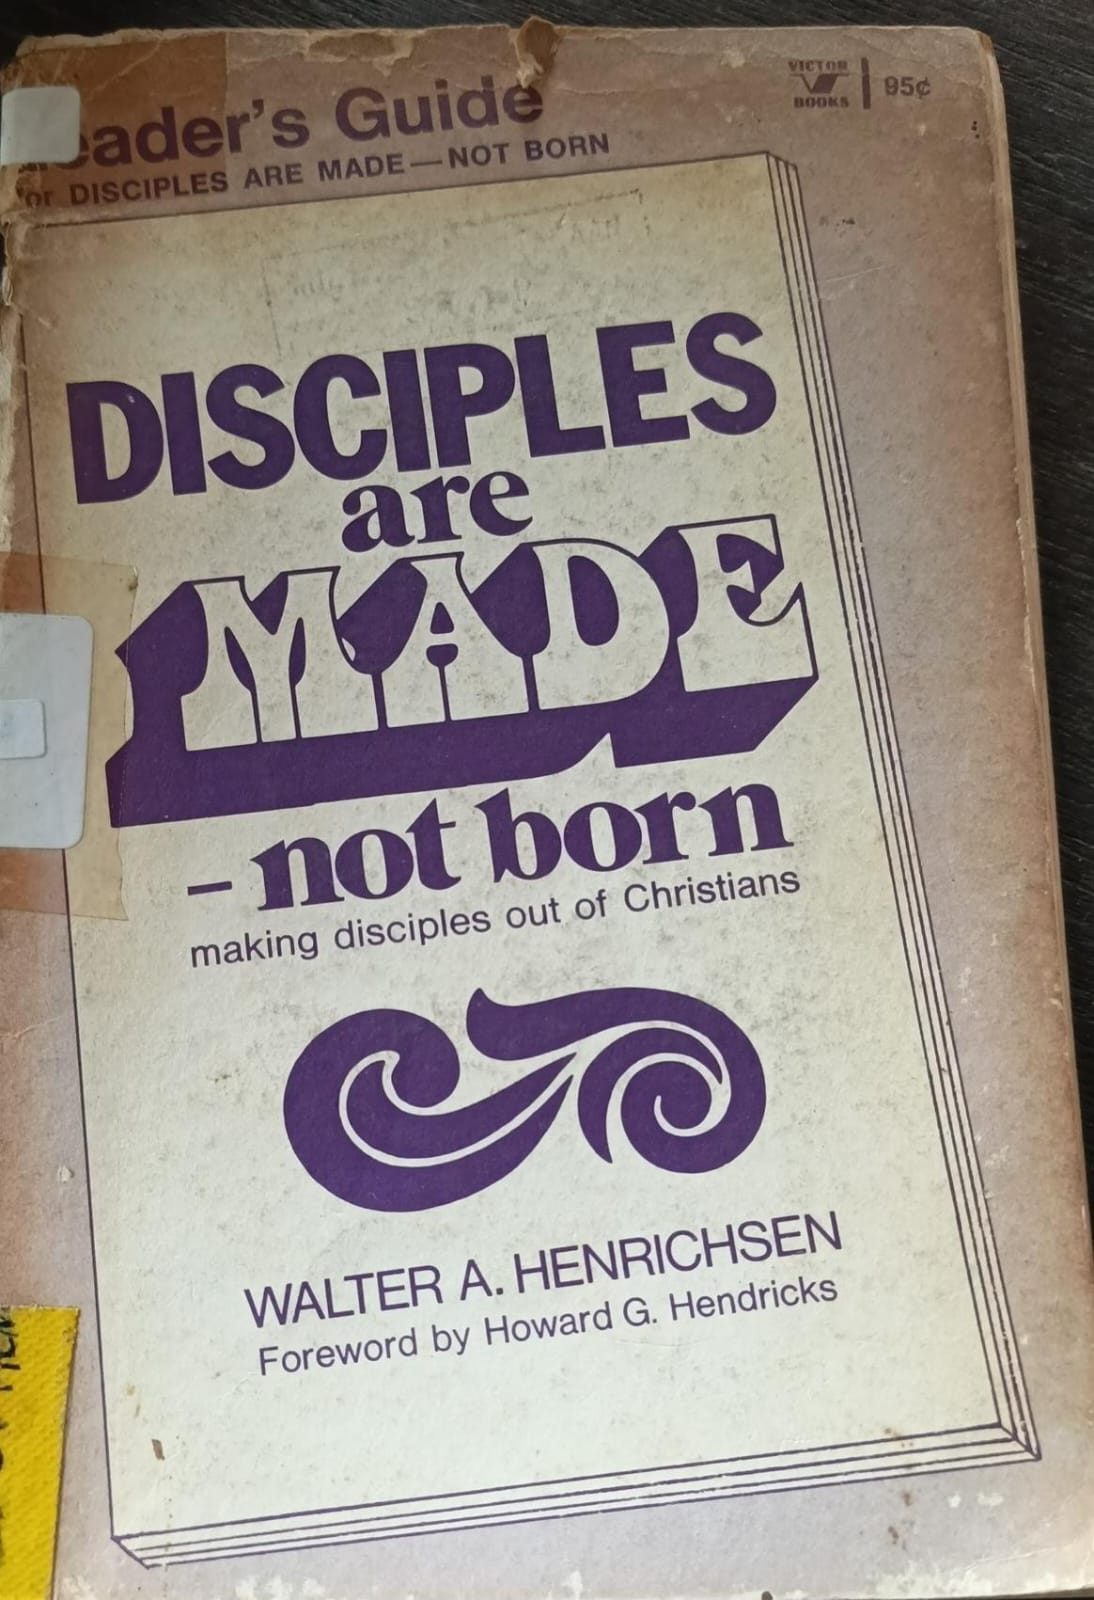 eader's Guide
or DISCIPLES ARE MADE—NOT BORN
VICTOR
BOOKS
95¢
DISCIPLES
are
MADE
– not born
making disciples out of Christians
WALTER A. HENRICHSEN
Foreword by Howard G. Hendricks